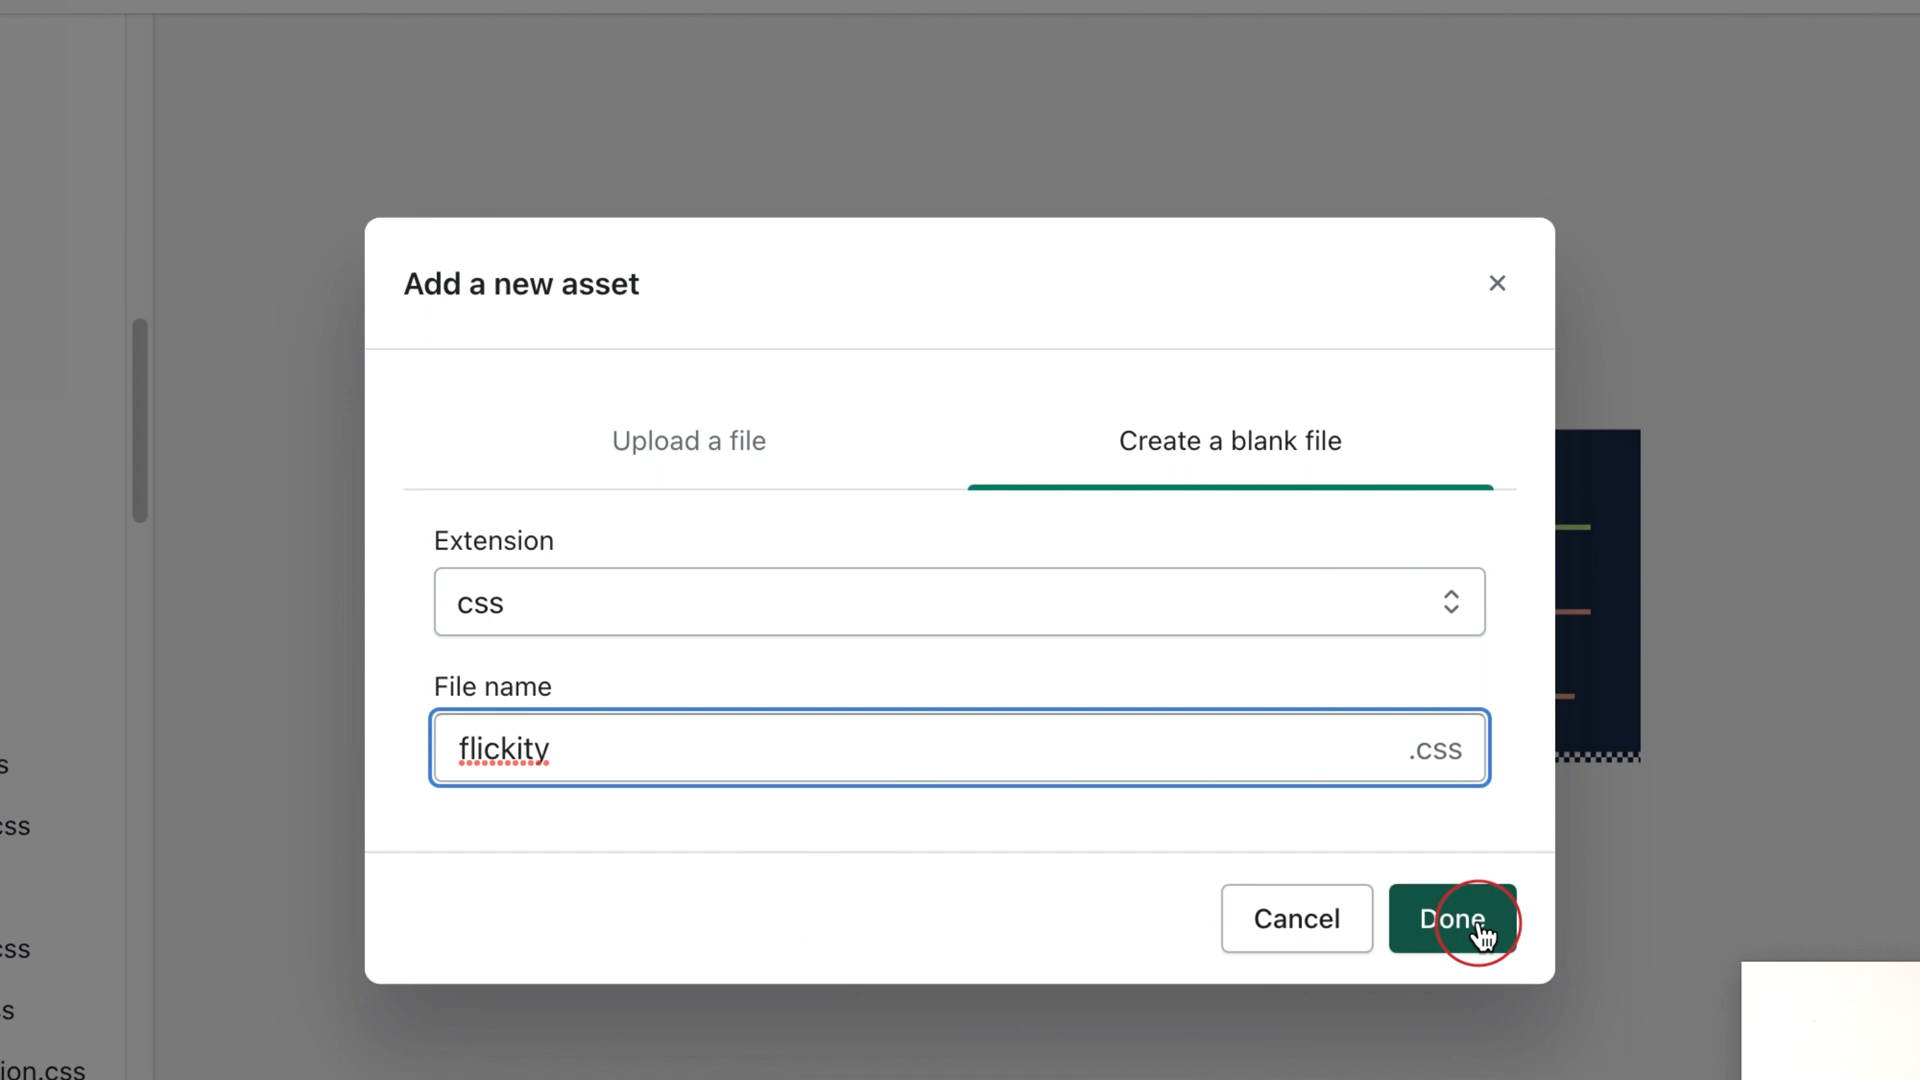 Add a new asset
Upload a file
Create a blank file
Extension
css
File name
flickity
.css
Cancel
Done
s
css
css
s
ion.css